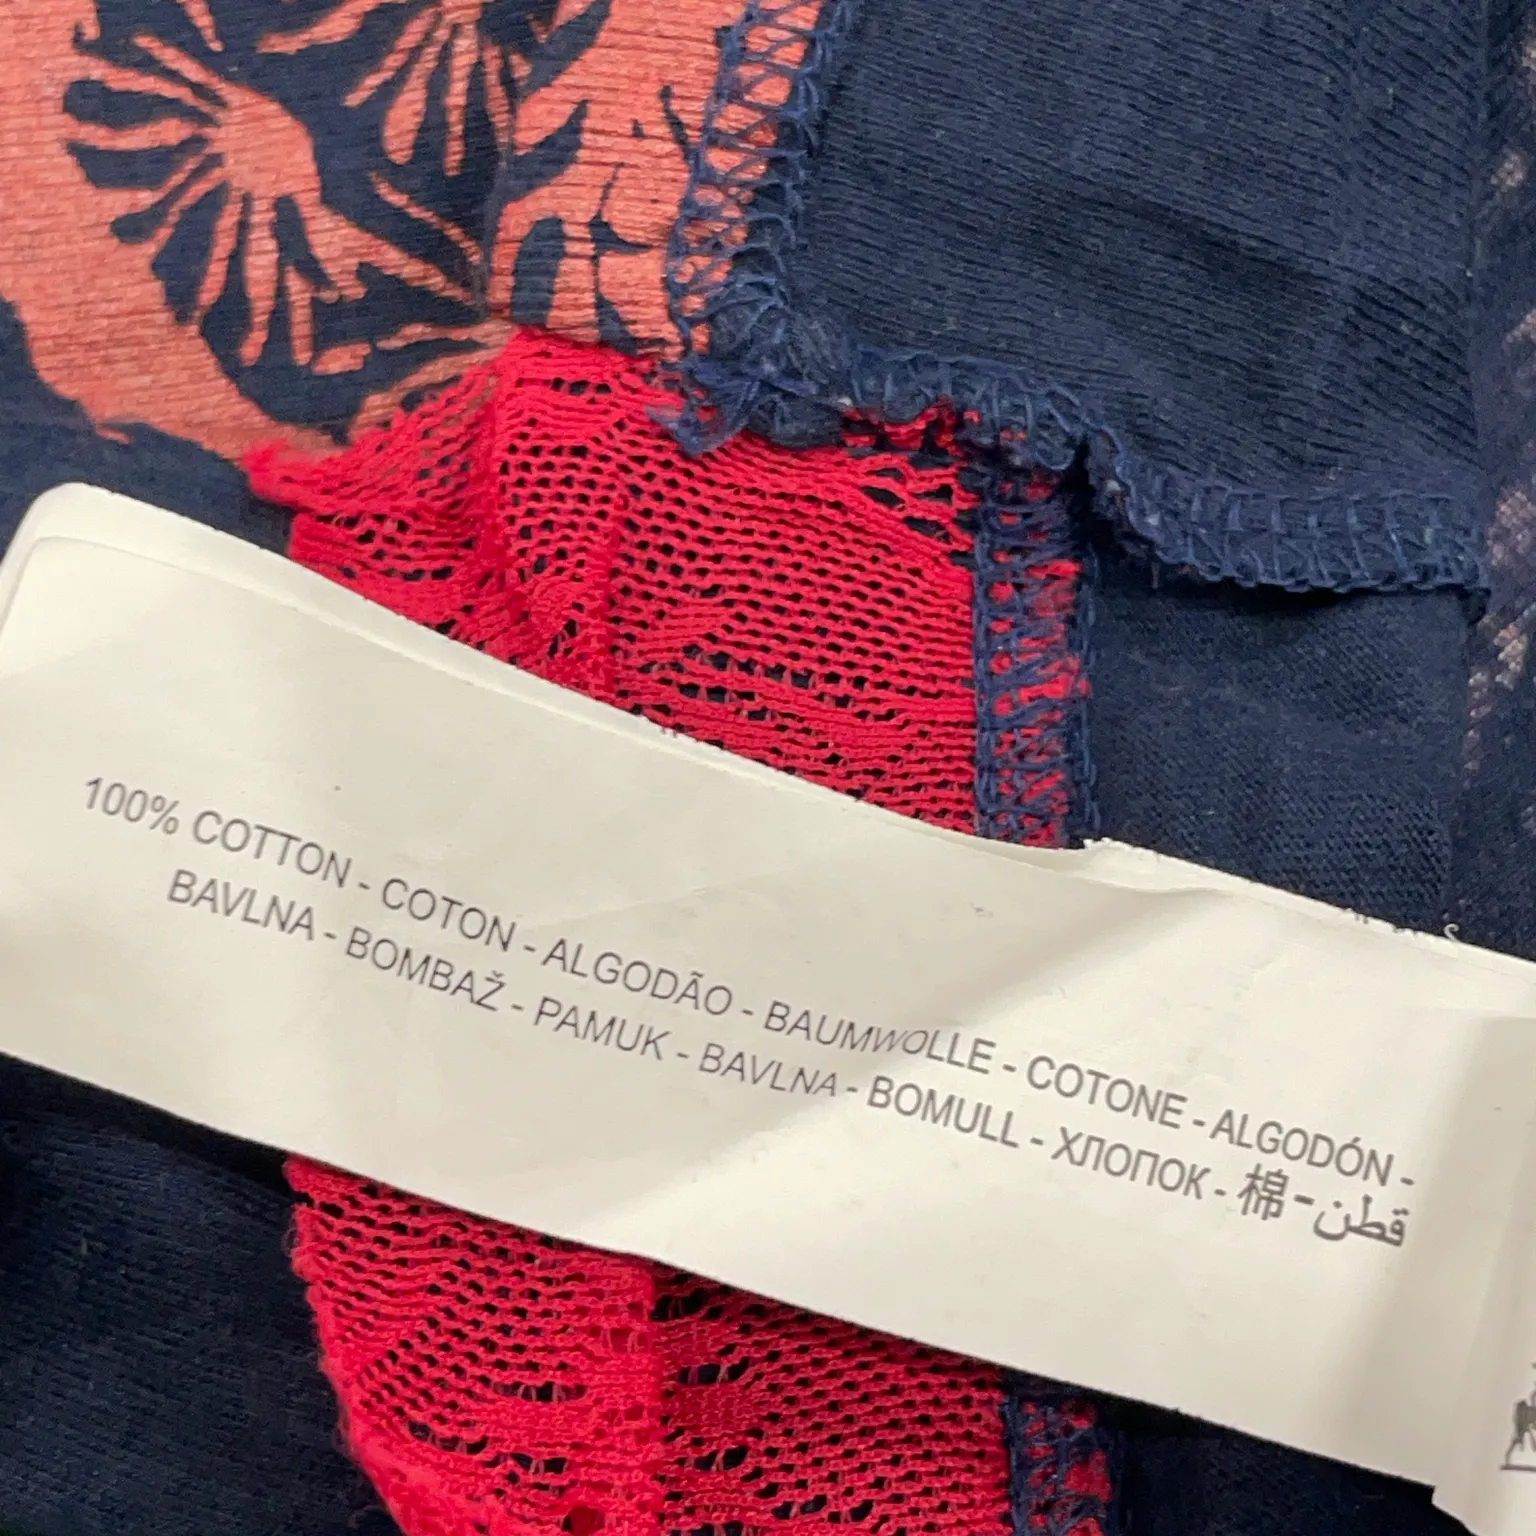 100% COTTON - COTON - ALGODÃO - BAUMWOLLE - COTONE - ALGODÓN -
BAVLNA - BOMBAŽ - PAMUK - BAVLNA - BOMULL - ХЛОПОК - 棉 - قطن